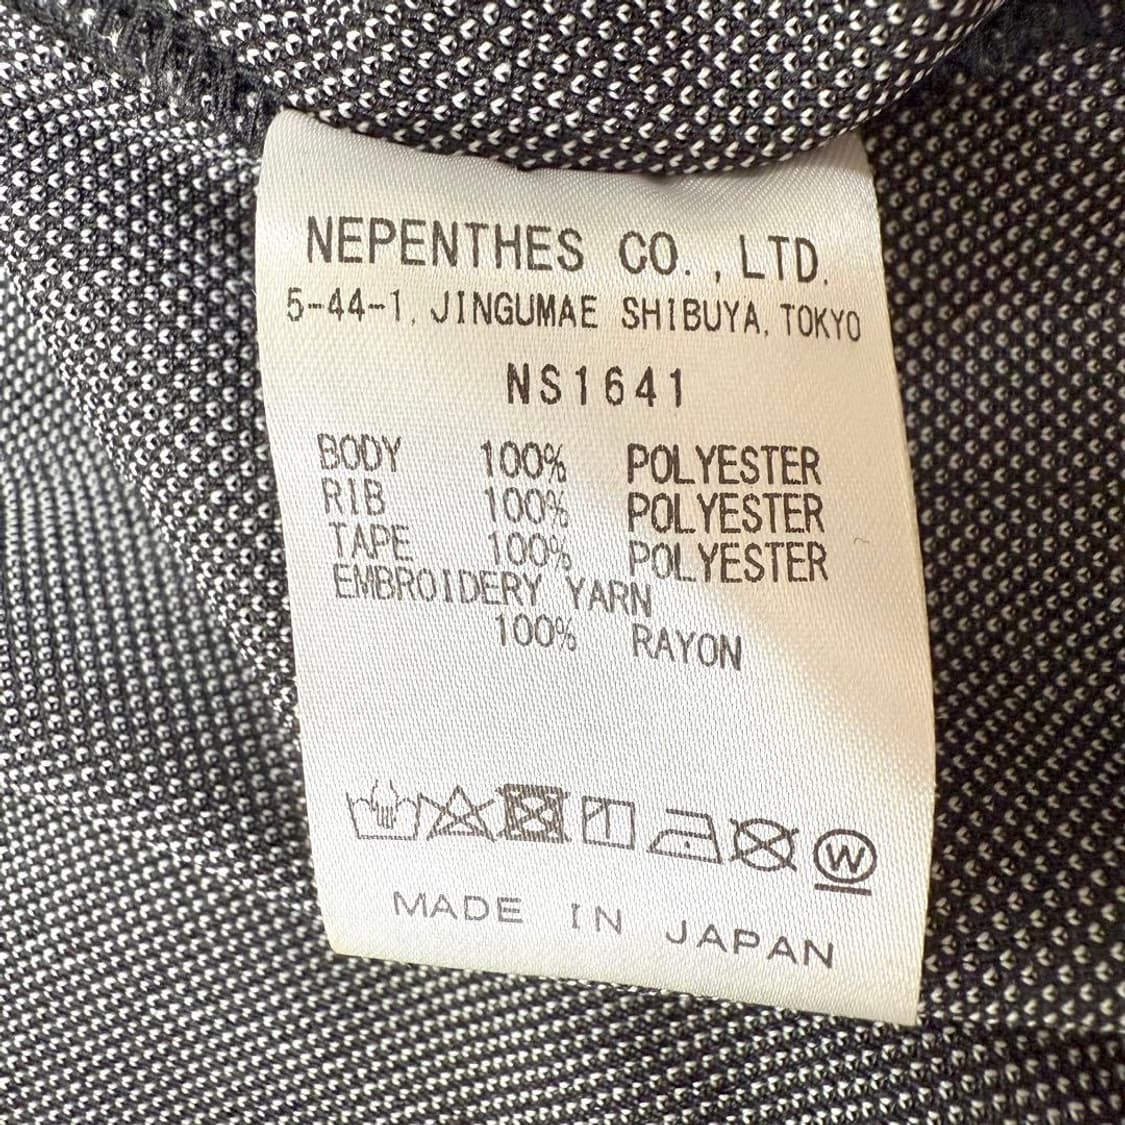 NEPENTHES CO., LTD.
5-44-1, JINGUMAE SHIBUYA, TOKYO
NS1641
BODY 100% POLYESTER
RIB 100% POLYESTER
TAPE 100% POLYESTER
EMBROIDERY YARN
100% RAYON
W
MADE IN JAPAN